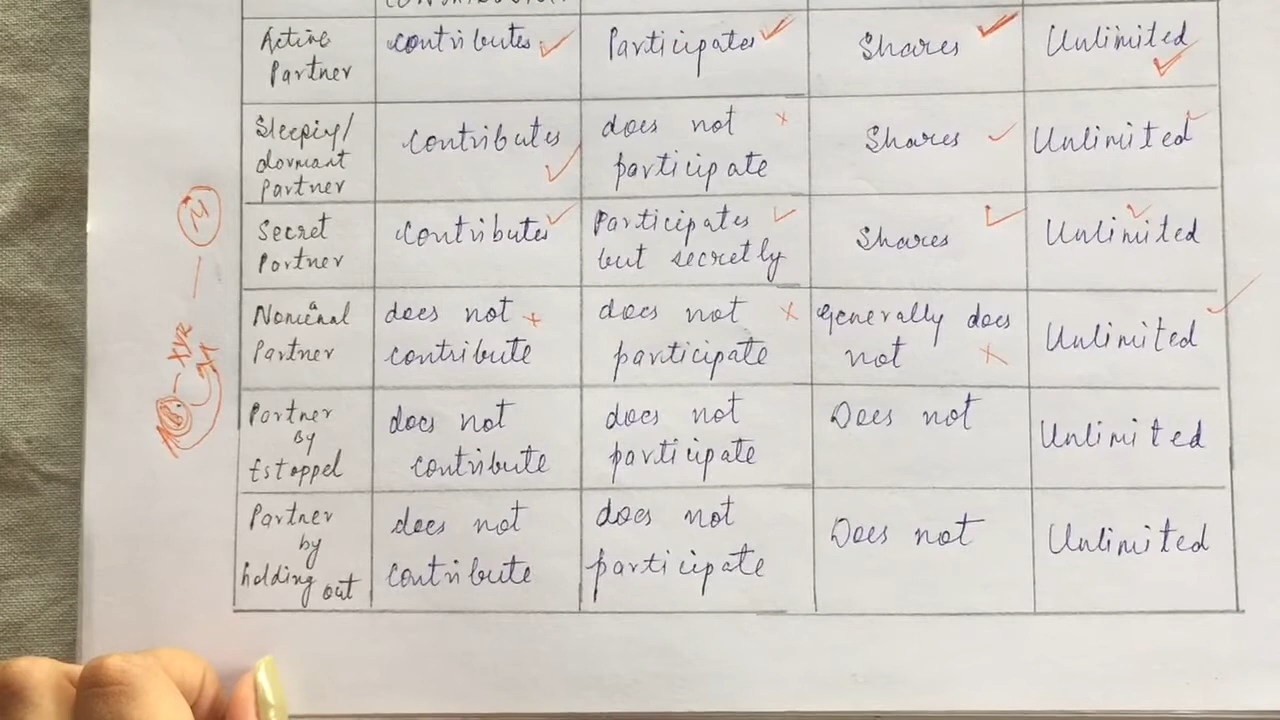 Active contributes Participates Shares Unlimited
Partner
Sleeping/ contributes does not Shares Unlimited
dormant participate
Partner
Secret contributes Participates Shares Unlimited
Partner but secretly
Nominal does not does not Generally does Unlimited
Partner contribute participate not
Partner does not does not Does not Unlimited
By contribute participate
Estoppel
Partner does not does not Does not Unlimited
by contribute participate
holding out